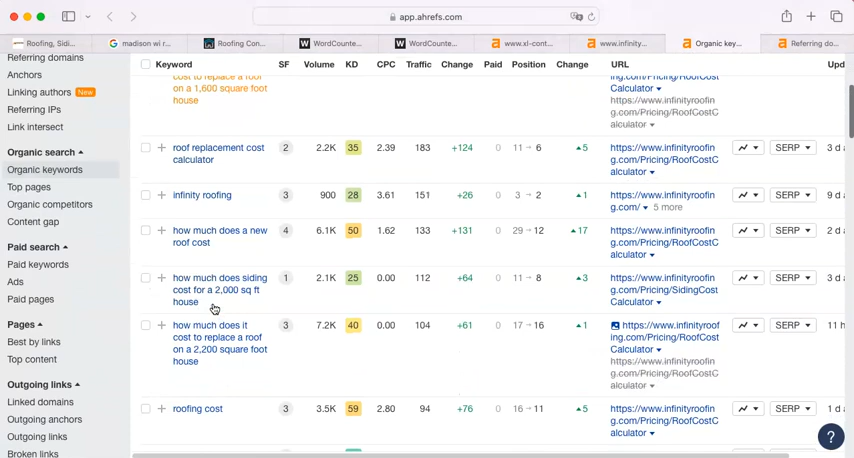 app.ahrefs.com
Roofing, Sidi...
madison wi r...
Roofing Con...
WordCounte...
WordCounte...
www.xl-cont...
www.infinity...
Organic key...
Referring do...
Referring domains
Anchors
Linking authors New
Referring IPs
Link intersect
Organic search
Organic keywords
Top pages
Organic competitors
Content gap
Paid search
Paid keywords
Ads
Paid pages
Pages
Best by links
Top content
Outgoing links
Linked domains
Outgoing anchors
Outgoing links
Broken links
Keyword SF Volume KD CPC Traffic Change Paid Position Change URL Upd
cost to replace a roof
on a 1,600 square foot
house
ing.com/Pricing/RoofCost
Calculator
https://www.infinityroofin
g.com/Pricing/RoofCostC
alculator
roof replacement cost
calculator
2 2.2K 35 2.39 183 +124 0 11 → 6 5
https://www.infinityroofin
g.com/Pricing/RoofCostC
alculator
SERP 3 d
infinity roofing 3 900 28 3.61 151 +26 0 3 → 2 1
https://www.infinityroofin
g.com/ 5 more
SERP 9 d
how much does a new
roof cost
4 6.1K 50 1.62 133 +131 0 29 → 12 17
https://www.infinityroofin
g.com/Pricing/RoofCostC
alculator
SERP 2 d
how much does siding
cost for a 2,000 sq ft
house
1 2.1K 25 0.00 112 +64 0 11 → 8 3
https://www.infinityroofin
g.com/Pricing/SidingCost
Calculator
SERP 3 d
how much does it
cost to replace a roof
on a 2,200 square foot
house
3 7.2K 40 0.00 104 +61 0 17 → 16 1
https://www.infinityroof
ing.com/Pricing/RoofCost
Calculator
https://www.infinityroofin
g.com/Pricing/RoofCostC
alculator
SERP 11 h
roofing cost 3 3.5K 59 2.80 94 +76 0 16 → 11 5
https://www.infinityroofin
g.com/Pricing/RoofCostC
alculator
SERP 1 d
?